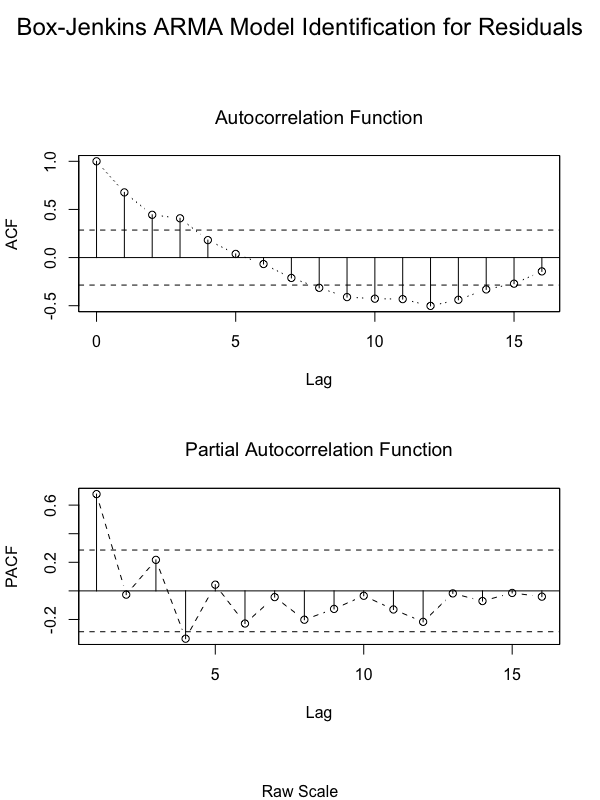 Box-Jenkins ARMA Model Identification for Residuals
Autocorrelation Function
ACF
1.0
0.5
0.0
-0.5
0 5 10 15
Lag
Partial Autocorrelation Function
PACF
0.6
0.2
-0.2
5 10 15
Lag
Raw Scale